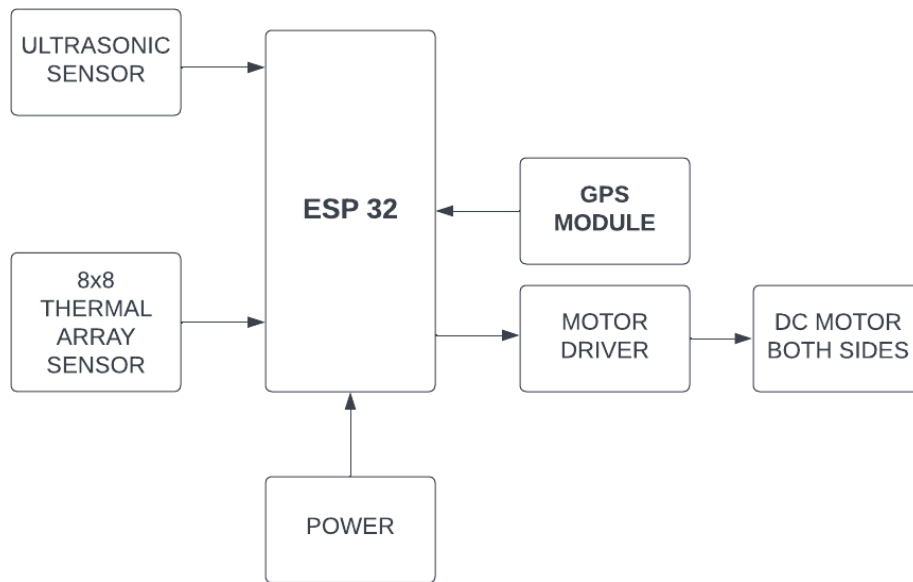 ULTRASONIC
SENSOR
ESP 32
GPS
MODULE
8x8
THERMAL
ARRAY
SENSOR
MOTOR
DRIVER
DC MOTOR
BOTH SIDES
POWER